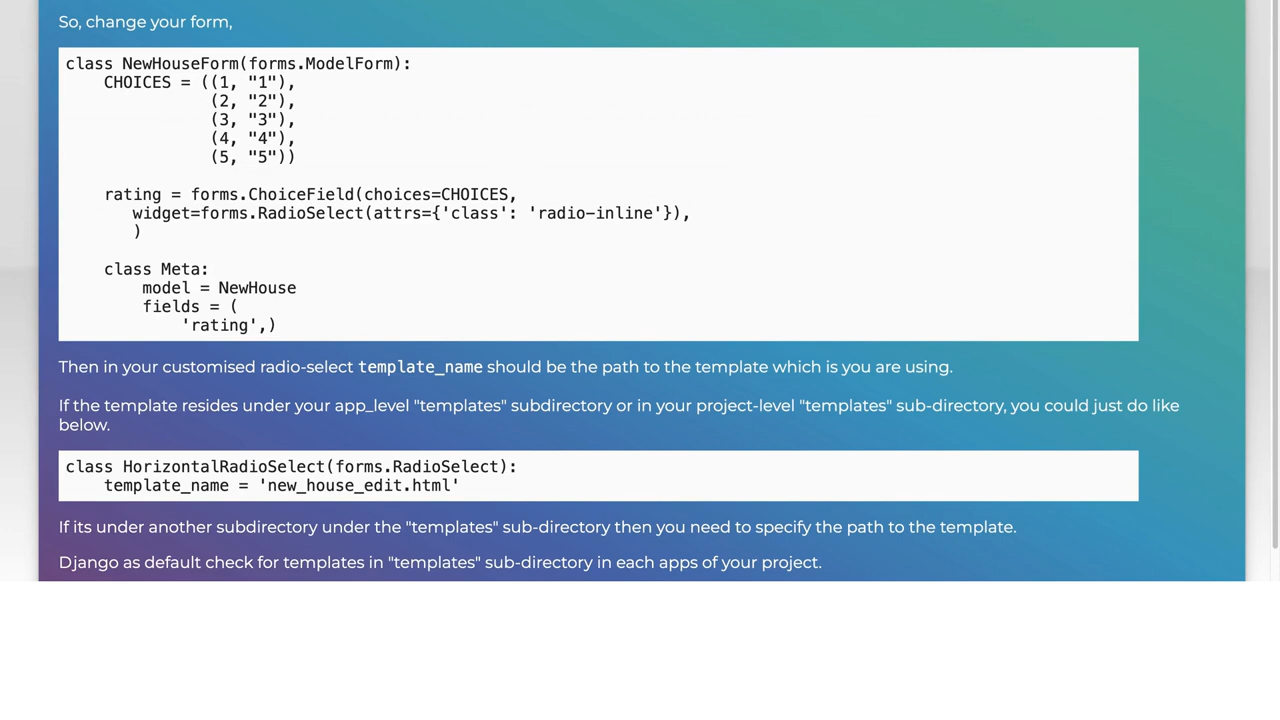 So, change your form,
class NewHouseForm(forms.ModelForm):
    CHOICES = ((1, "1"),
               (2, "2"),
               (3, "3"),
               (4, "4"),
               (5, "5"))
    rating = forms.ChoiceField(choices=CHOICES,
       widget=forms.RadioSelect(attrs={'class': 'radio-inline'}),
       )
    class Meta:
        model = NewHouse
        fields = (
            'rating',)
Then in your customised radio-select template_name should be the path to the template which is you are using.
If the template resides under your app_level "templates" subdirectory or in your project-level "templates" sub-directory, you could just do like
below.
class HorizontalRadioSelect(forms.RadioSelect):
    template_name = 'new_house_edit.html'
If its under another subdirectory under the "templates" sub-directory then you need to specify the path to the template.
Django as default check for templates in "templates" sub-directory in each apps of your project.